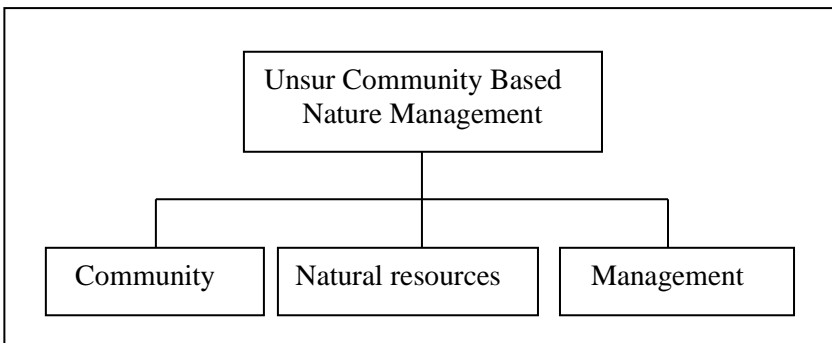 Unsur Community Based
Nature Management
Community
Natural resources
Management